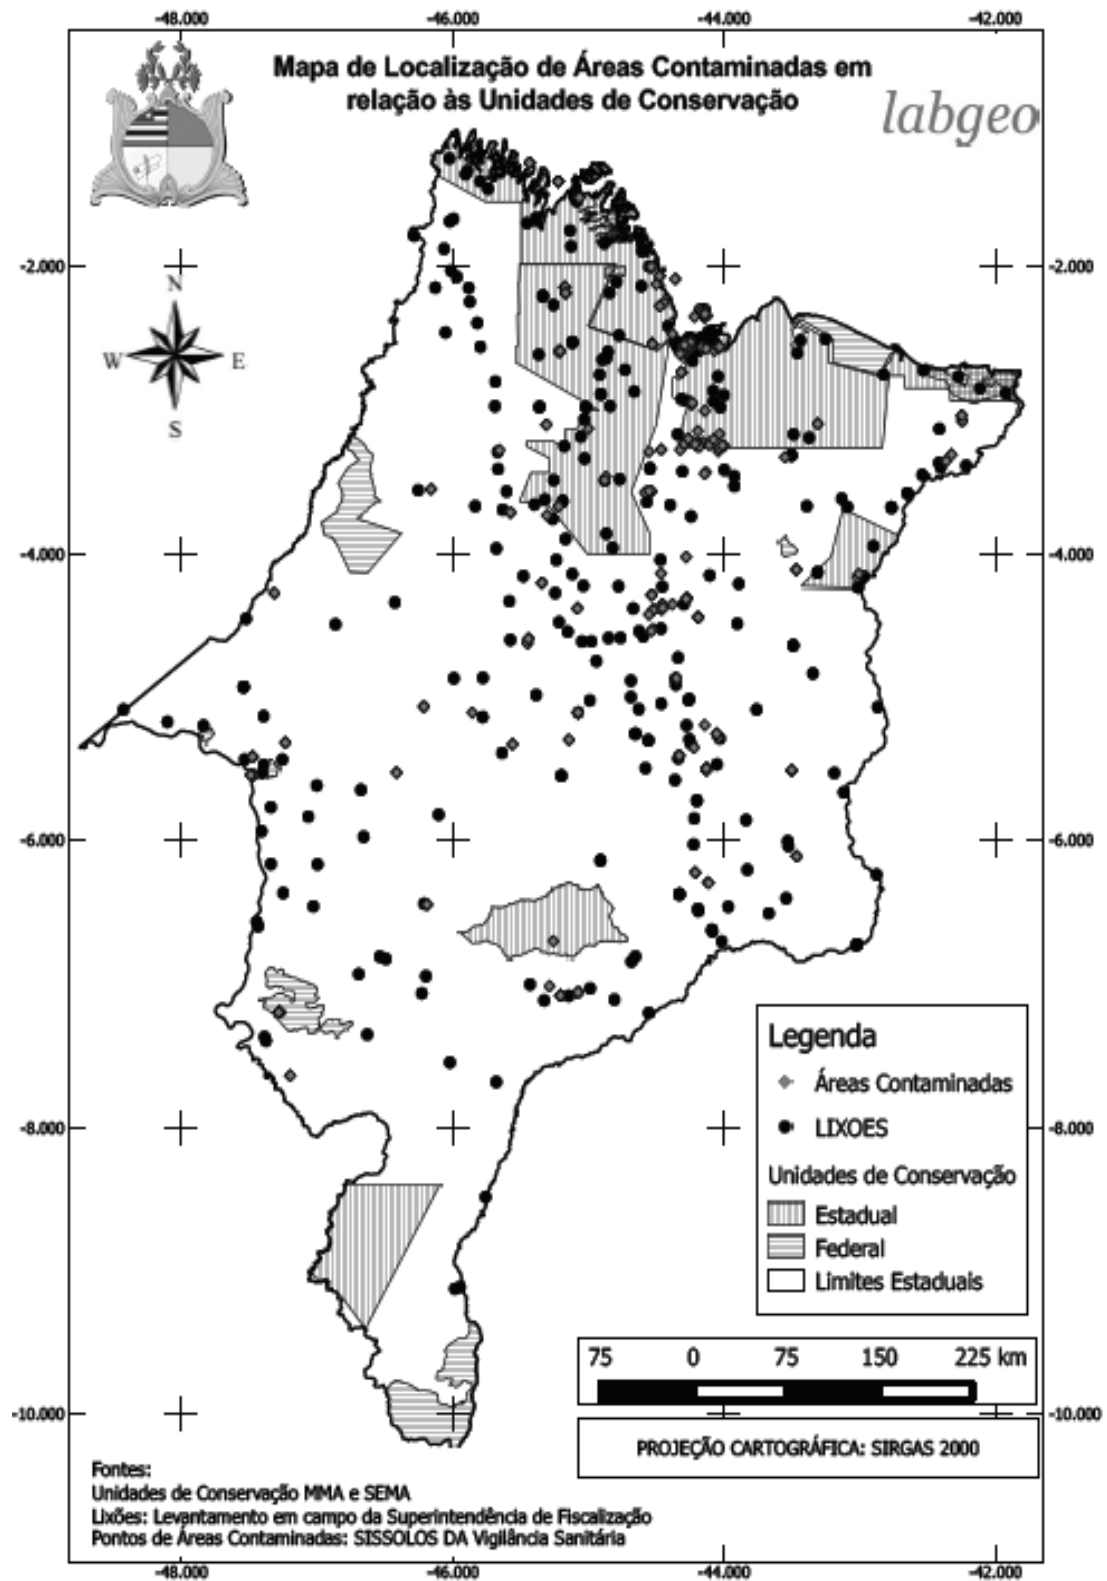 -48.000 -46.000 -44.000 -42.000
Mapa de Localização de Áreas Contaminadas em
relação às Unidades de Conservação
labgeo
-2.000 -2.000
N
W E
S
-4.000 -4.000
-6.000 -6.000
Legenda
Áreas Contaminadas
LIXOES
-8.000 -8.000
Unidades de Conservação
Estadual
Federal
Limites Estaduais
75 0 75 150 225 km
-10.000 -10.000
PROJEÇÃO CARTOGRÁFICA: SIRGAS 2000
Fontes:
Unidades de Conservação MMA e SEMA
Lixões: Levantamento em campo da Superintendência de Fiscalização
Pontos de Áreas Contaminadas: SISSOLOS DA Vigilância Sanitária
-48.000 -46.000 -44.000 -42.000